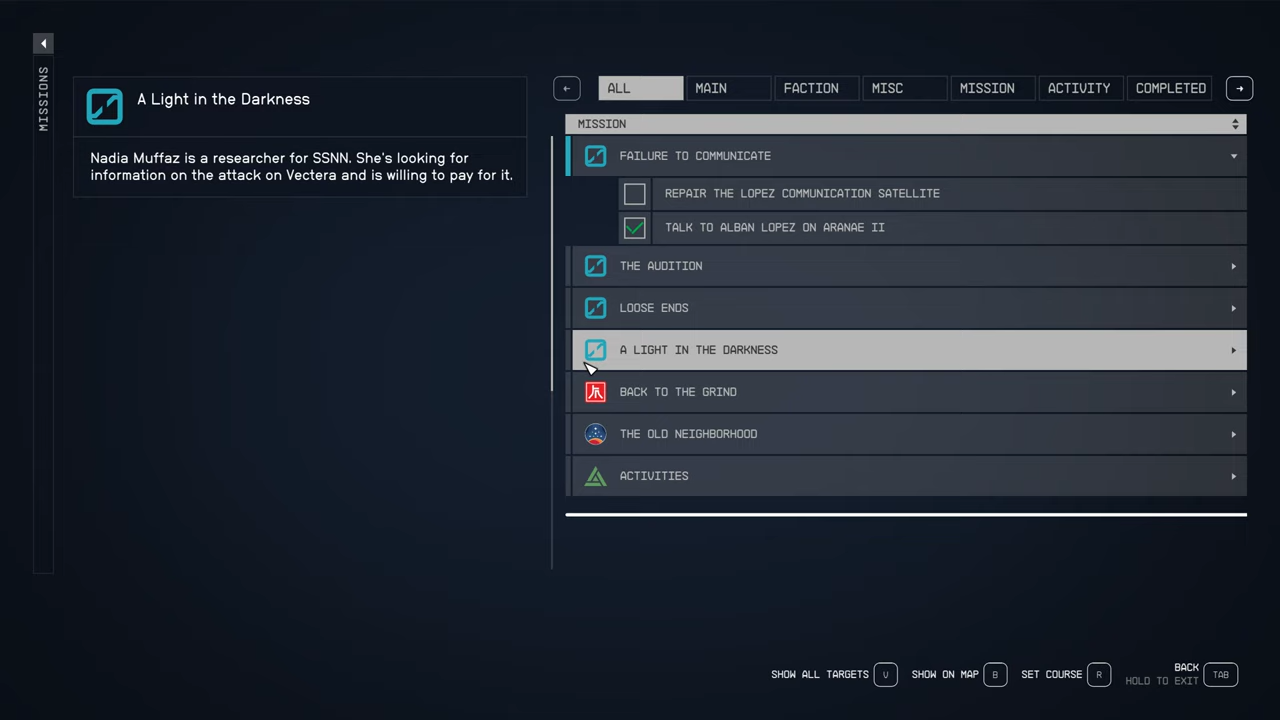 MISSIONS
A Light in the Darkness
Nadia Muffaz is a researcher for SSNN. She's looking for
information on the attack on Vectera and is willing to pay for it.
ALL MAIN FACTION MISC MISSION ACTIVITY COMPLETED
MISSION
FAILURE TO COMMUNICATE
REPAIR THE LOPEZ COMMUNICATION SATELLITE
TALK TO ALBAN LOPEZ ON ARANAE II
THE AUDITION
LOOSE ENDS
A LIGHT IN THE DARKNESS
BACK TO THE GRIND
THE OLD NEIGHBORHOOD
ACTIVITIES
SHOW ALL TARGETS V SHOW ON MAP B SET COURSE R BACK TAB
HOLD TO EXIT